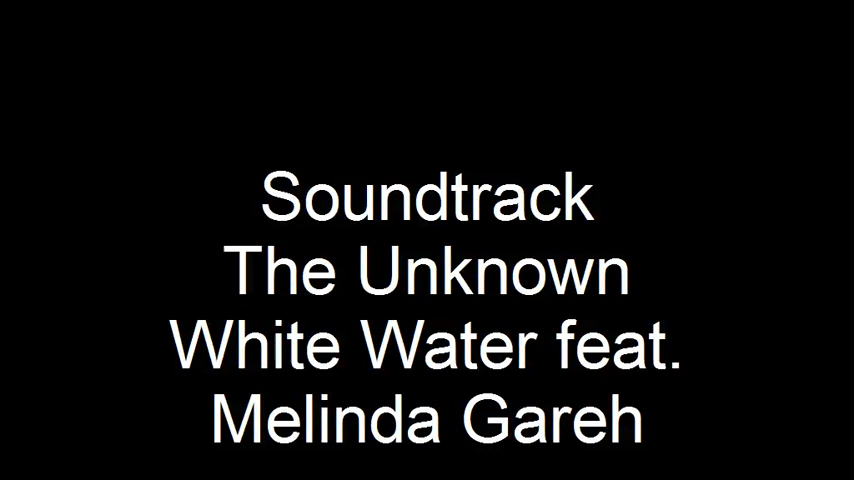 Soundtrack
The Unknown
White Water feat.
Melinda Gareh